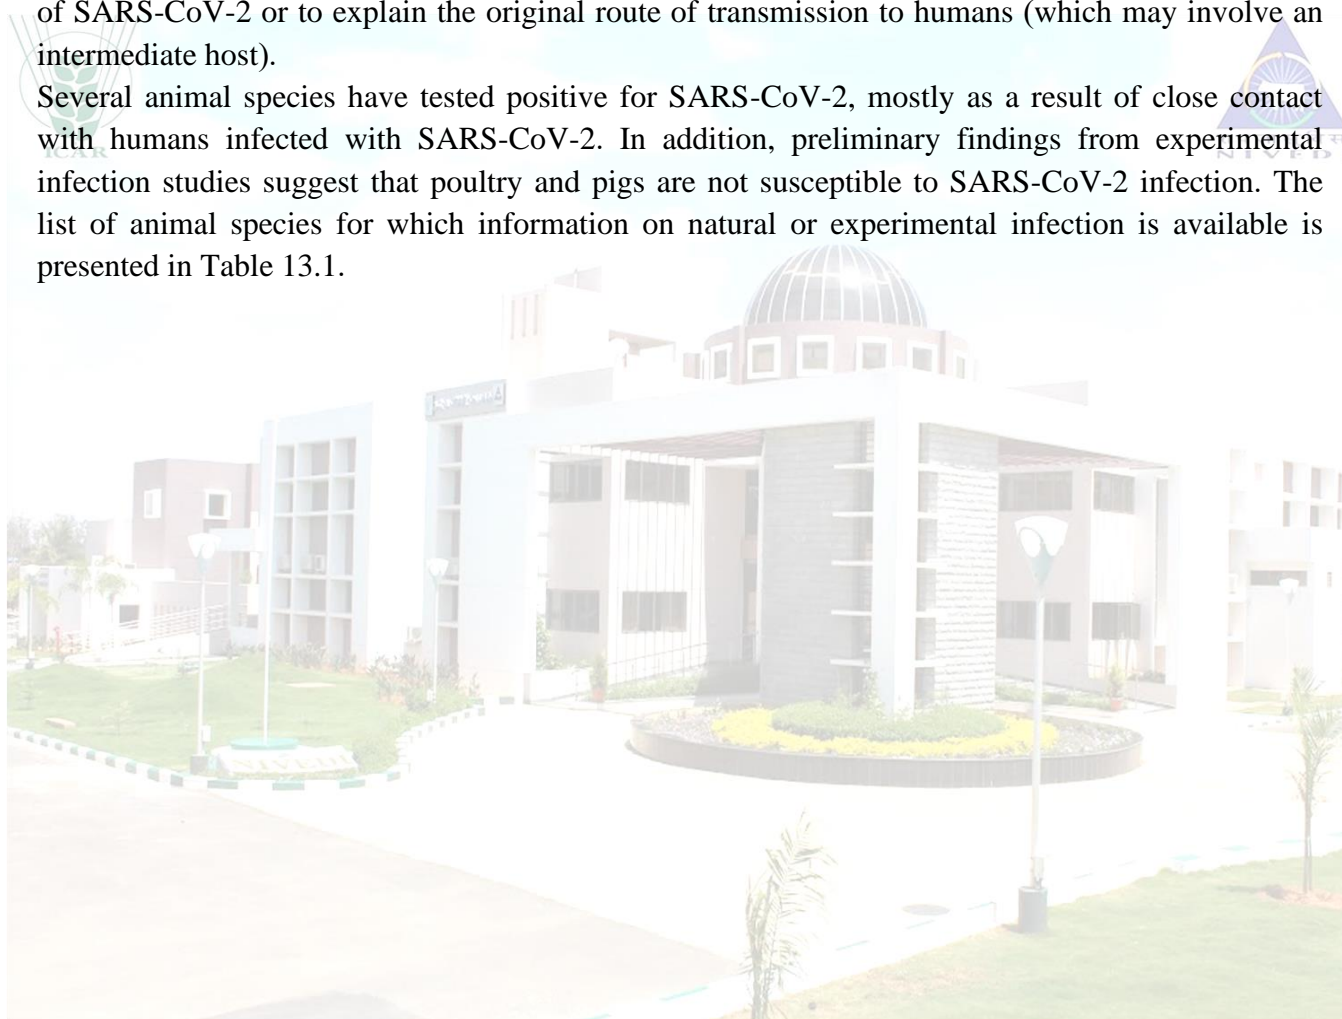 of SARS-CoV-2 or to explain the original route of transmission to humans (which may involve an
intermediate host).
Several animal species have tested positive for SARS-CoV-2, mostly as a result of close contact
with humans infected with SARS-CoV-2. In addition, preliminary findings from experimental
ICAR
infection studies suggest that poultry and pigs are not susceptible to SARS-CoV-2 infection. The
list of animal species for which information on natural or experimental infection is available is
presented in Table 13.1.
NIVEDI